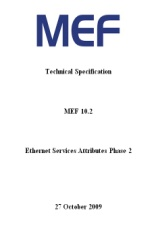 MEF
Technical Specification
MEF 10.2
Ethernet Services Attributes Phase 2
27 October 2009